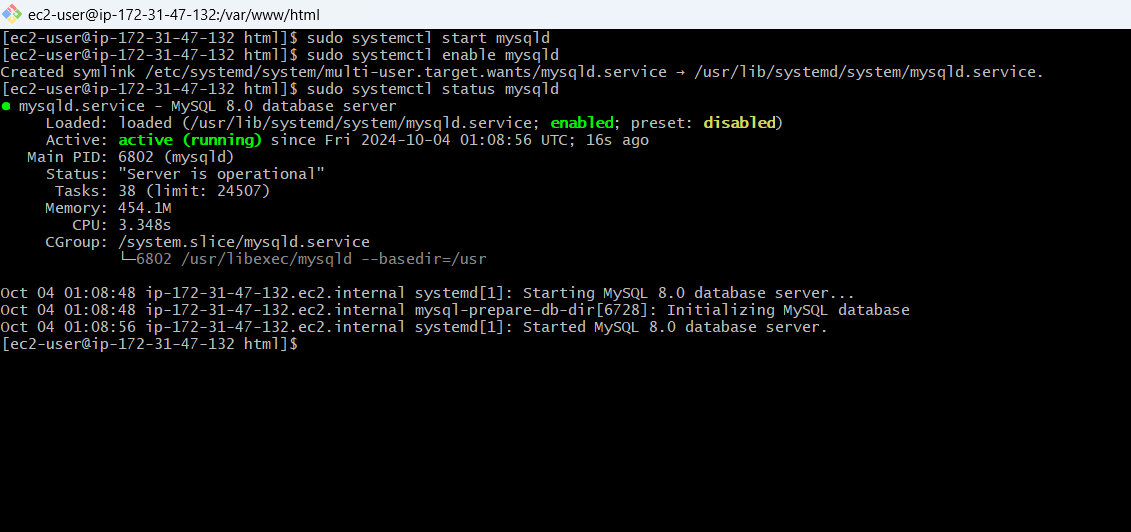 ec2-user@ip-172-31-47-132:/var/www/html
[ec2-user@ip-172-31-47-132 html]$ sudo systemctl start mysqld
[ec2-user@ip-172-31-47-132 html]$ sudo systemctl enable mysqld
Created symlink /etc/systemd/system/multi-user.target.wants/mysqld.service → /usr/lib/systemd/system/mysqld.service.
[ec2-user@ip-172-31-47-132 html]$ sudo systemctl status mysqld
● mysqld.service - MySQL 8.0 database server
     Loaded: loaded (/usr/lib/systemd/system/mysqld.service; enabled; preset: disabled)
     Active: active (running) since Fri 2024-10-04 01:08:56 UTC; 16s ago
   Main PID: 6802 (mysqld)
     Status: "Server is operational"
      Tasks: 38 (limit: 24507)
     Memory: 454.1M
        CPU: 3.348s
     CGroup: /system.slice/mysqld.service
             └─6802 /usr/libexec/mysqld --basedir=/usr
Oct 04 01:08:48 ip-172-31-47-132.ec2.internal systemd[1]: Starting MySQL 8.0 database server...
Oct 04 01:08:48 ip-172-31-47-132.ec2.internal mysql-prepare-db-dir[6728]: Initializing MySQL database
Oct 04 01:08:56 ip-172-31-47-132.ec2.internal systemd[1]: Started MySQL 8.0 database server.
[ec2-user@ip-172-31-47-132 html]$